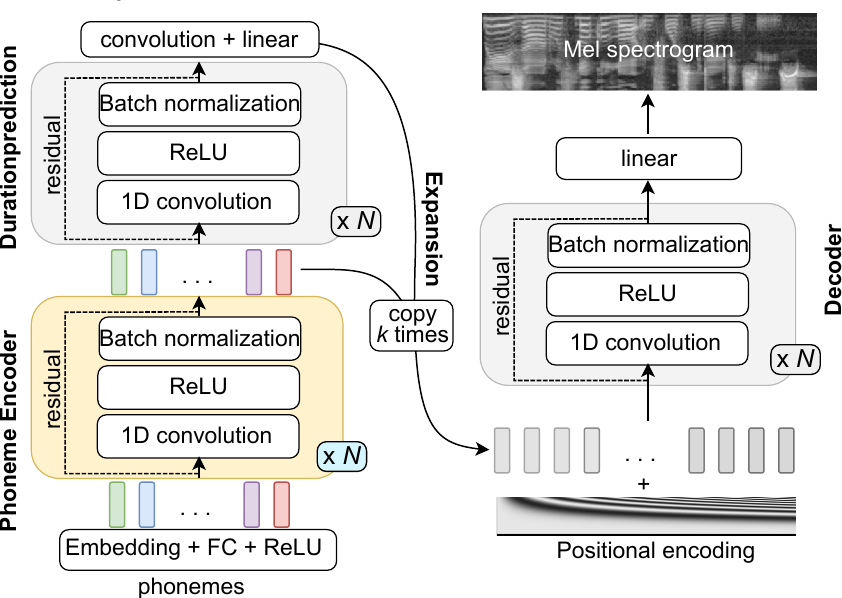 convolution + linear
Durationprediction
residual
Batch normalization
ReLU
1D convolution
x N
. . .
Phoneme Encoder
residual
Batch normalization
ReLU
1D convolution
x N
. . .
Embedding + FC + ReLU
phonemes
Expansion
copy
k times
Mel spectrogram
linear
Decoder
residual
Batch normalization
ReLU
1D convolution
x N
. . .
+
Positional encoding